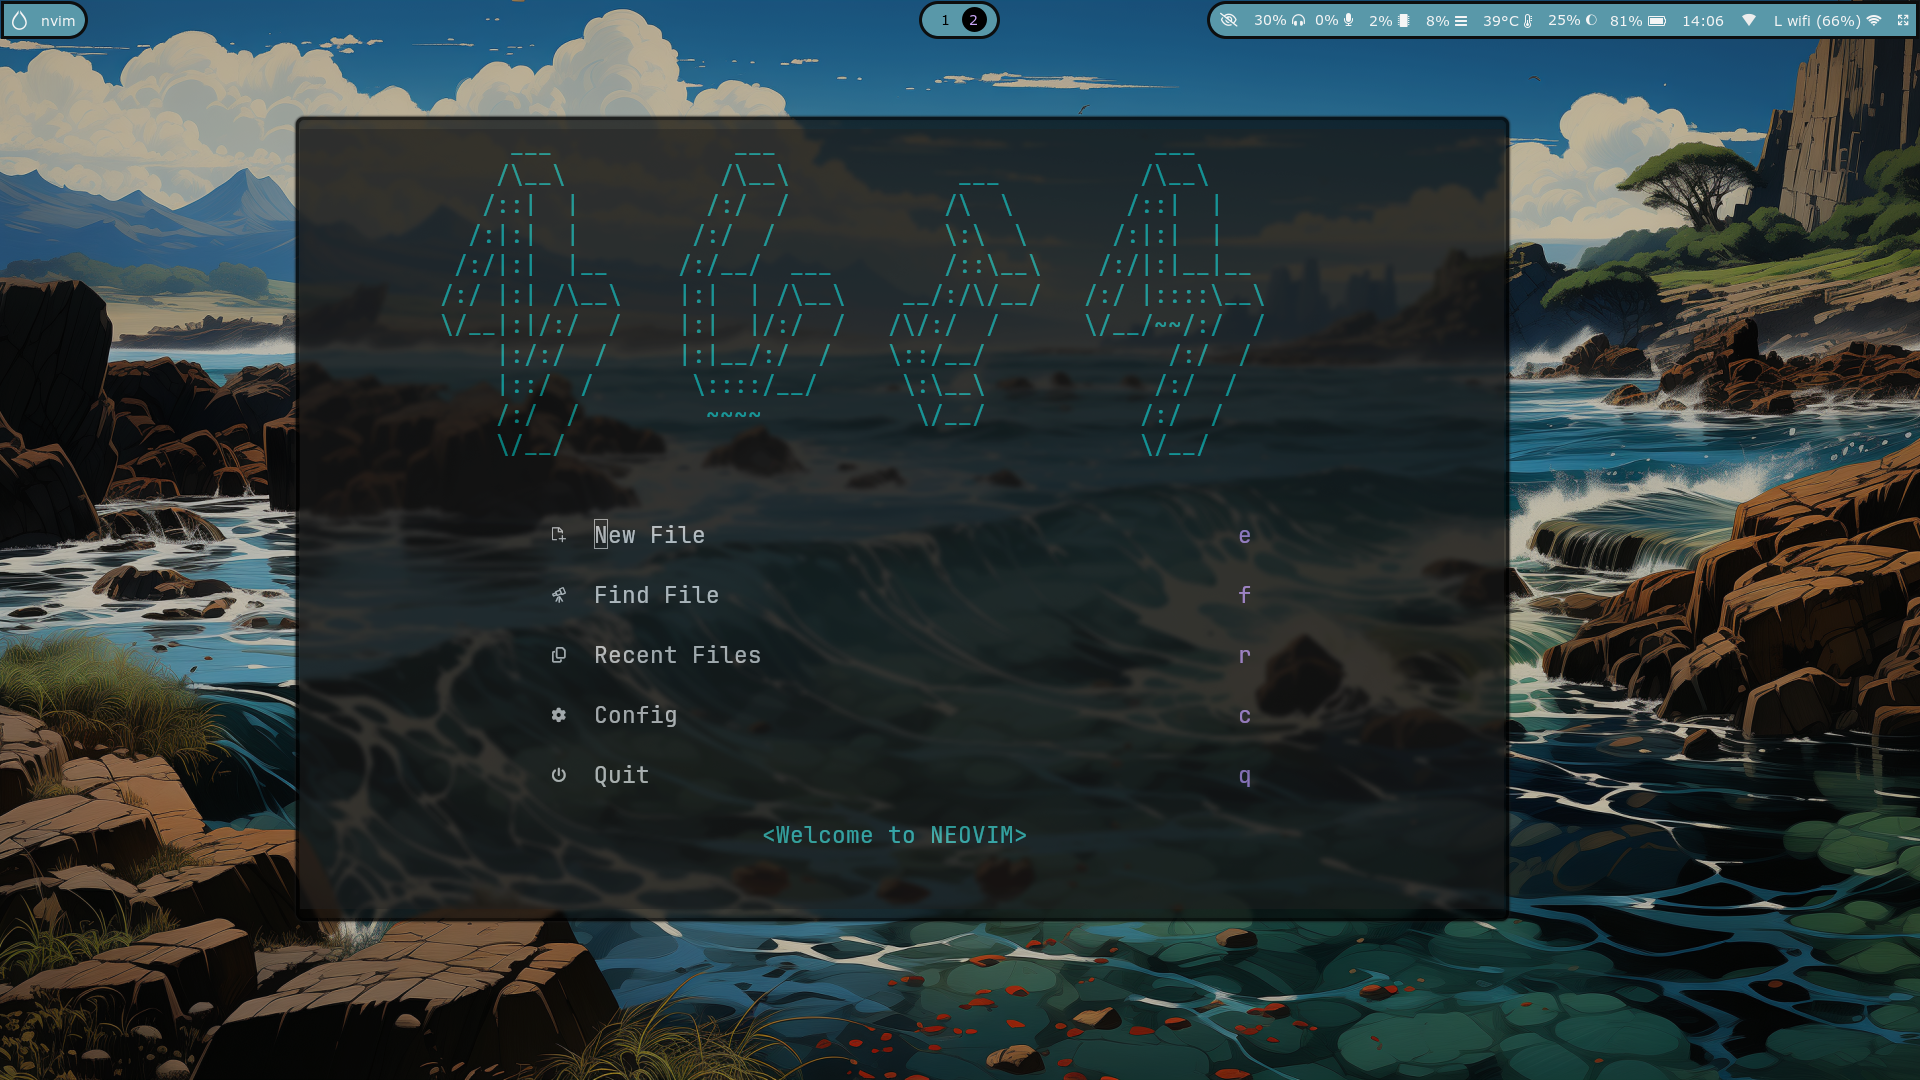 nvim
1 2
30% 0% 2% 8% 39°C 25% 81% 14:06 L wifi (66%)
New File e
Find File f
Recent Files r
Config c
Quit q
<Welcome to NEOVIM>